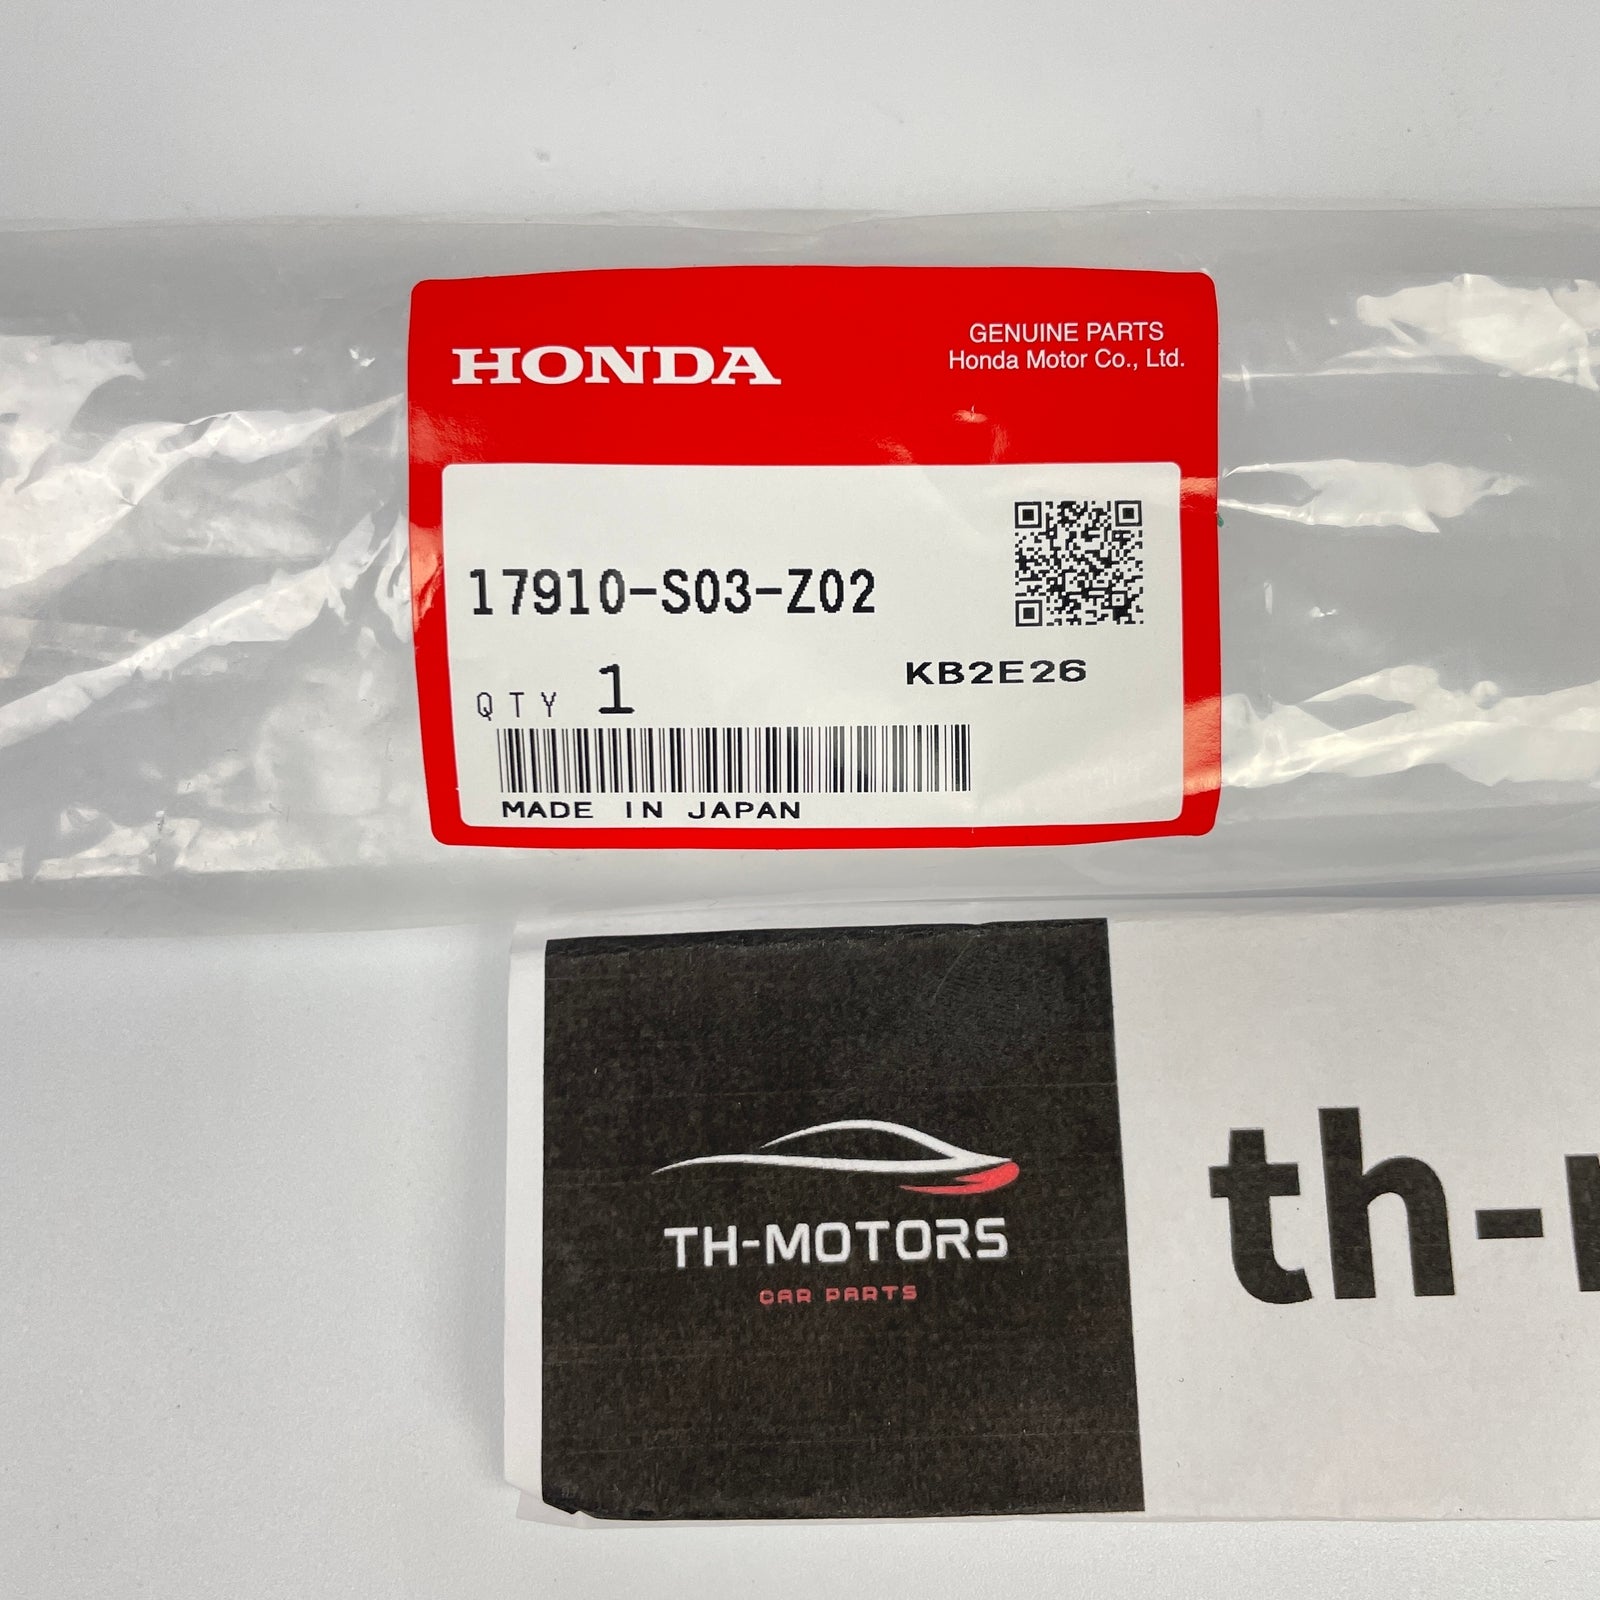 HONDA
GENUINE PARTS
Honda Motor Co., Ltd.
17910-S03-Z02
KB2E26
QTY 1
MADE IN JAPAN
TH-MOTORS
CAR PARTS
th-